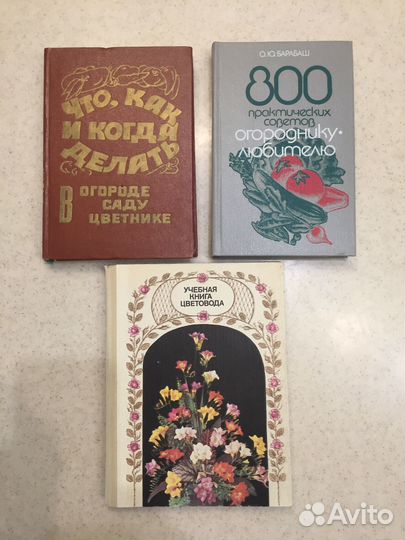 ЧТО, КАК
И КОГДА
ДЕЛАТЬ
В ОГОРОДЕ
САДУ
ЦВЕТНИКЕ
О.Ю. БАРАБАШ
800
практических
советов
огороднику-
любителю
УЧЕБНАЯ
КНИГА
ЦВЕТОВОДА
Avito